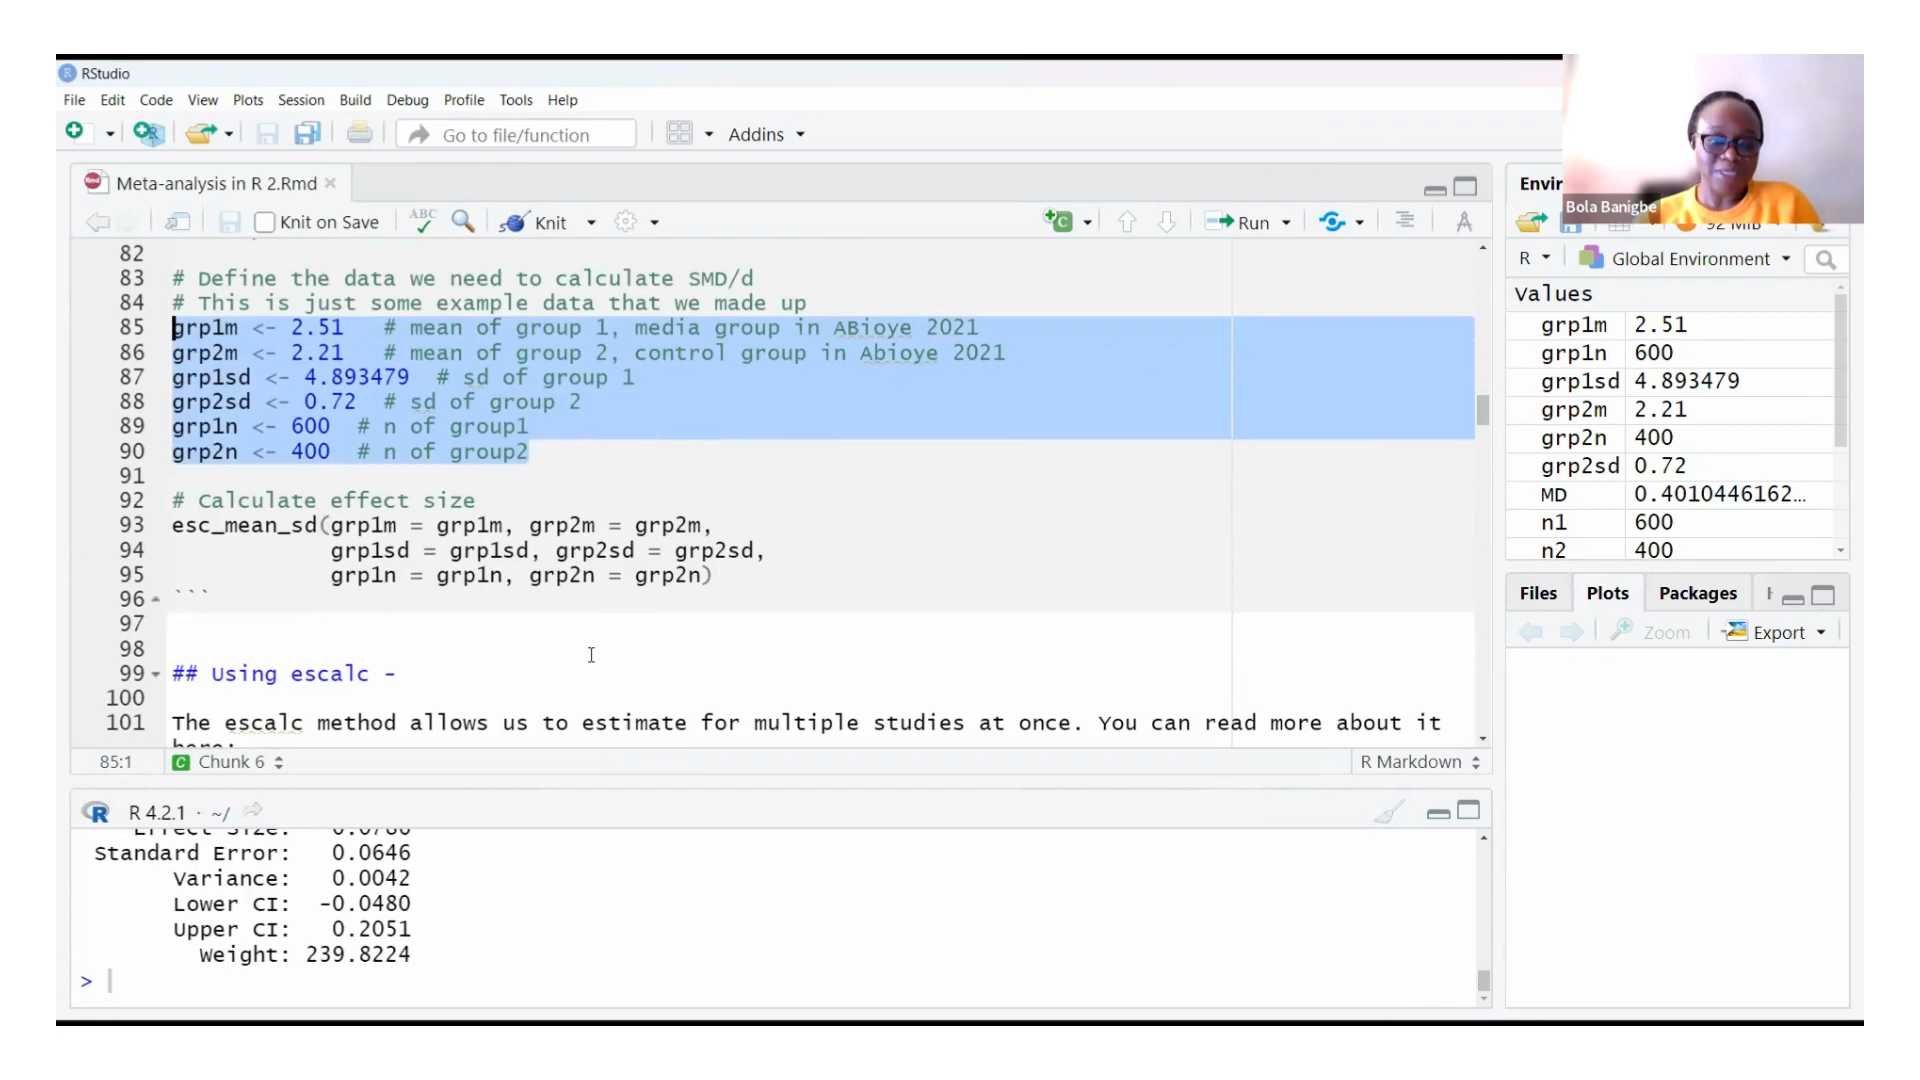 RStudio
File Edit Code View Plots Session Build Debug Profile Tools Help
Go to file/function
Addins
Bola Banigbe
Meta-analysis in R 2.Rmd
Knit on Save
ABC
Knit
Run
82
83 # Define the data we need to calculate SMD/d
84 # This is just some example data that we made up
85 grp1m <- 2.51 # mean of group 1, media group in ABioye 2021
86 grp2m <- 2.21 # mean of group 2, control group in Abioye 2021
87 grp1sd <- 4.893479 # sd of group 1
88 grp2sd <- 0.72 # sd of group 2
89 grp1n <- 600 # n of group1
90 grp2n <- 400 # n of group2
91
92 # Calculate effect size
93 esc_mean_sd(grp1m = grp1m, grp2m = grp2m,
94 grp1sd = grp1sd, grp2sd = grp2sd,
95 grp1n = grp1n, grp2n = grp2n)
96 ```
97
98
99 ## Using escalc -
100
101 The escalc method allows us to estimate for multiple studies at once. You can read more about it
here:
85:1 Chunk 6 R Markdown
R 4.2.1 · ~/
Effect Size:
Standard Error: 0.0646
Variance: 0.0042
Lower CI: -0.0480
Upper CI: 0.2051
Weight: 239.8224
>
Envir
92 MiB
R Global Environment
Values
grp1m 2.51
grp1n 600
grp1sd 4.893479
grp2m 2.21
grp2n 400
grp2sd 0.72
MD 0.4010446162...
n1 600
n2 400
Files Plots Packages
Zoom Export